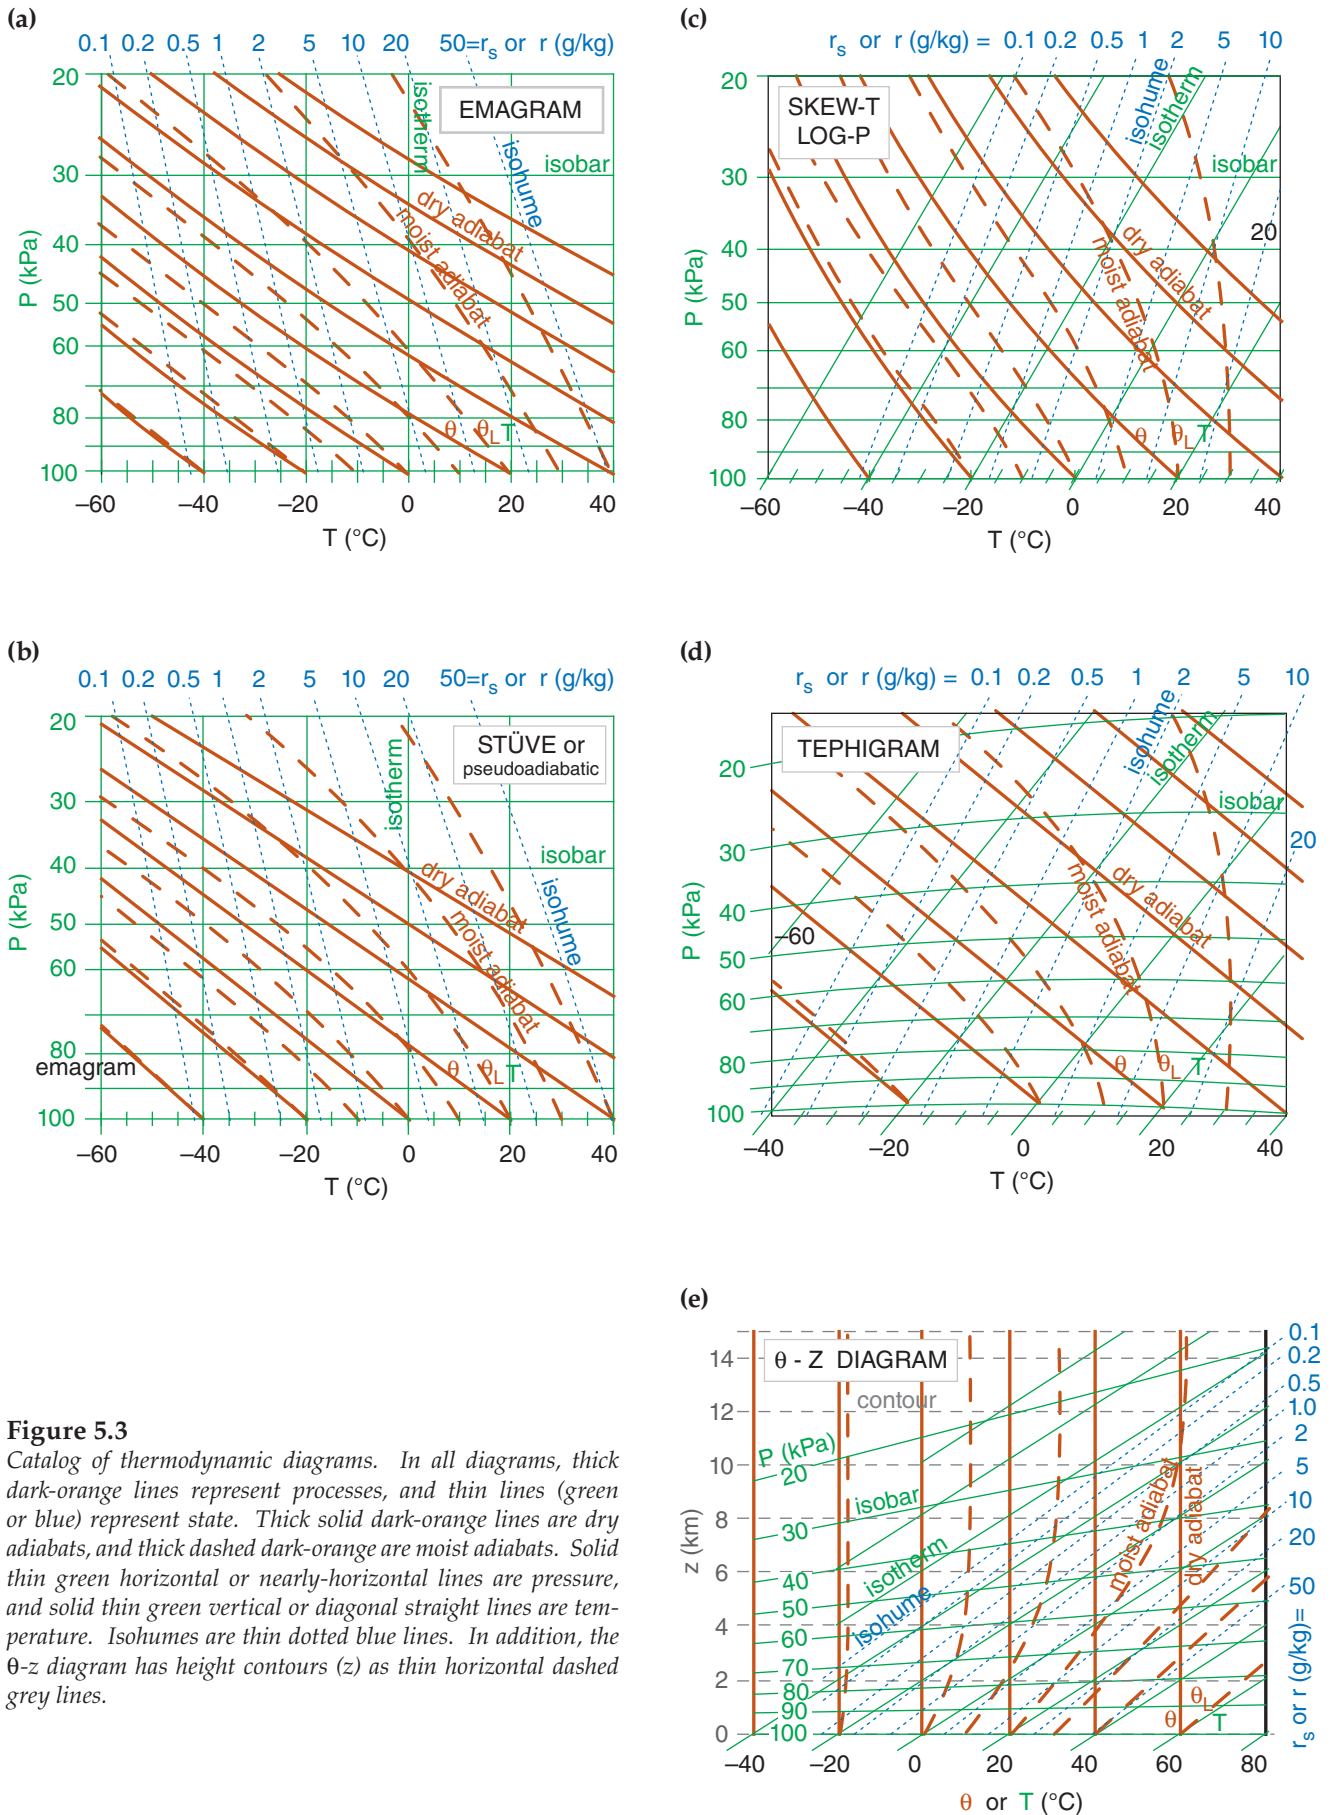 (a)
0.1 0.2 0.5 1 2 5 10 20 50=rs or r (g/kg)
EMAGRAM
isotherm
isohume
isobar
dry adiabat
moist adiabat
θ θL T
P (kPa)
20
30
40
50
60
80
100
–60 –40 –20 0 20 40
T (°C)
(c)
rs or r (g/kg) = 0.1 0.2 0.5 1 2 5 10
SKEW-T
LOG-P
isohume
isotherm
isobar
20
dry adiabat
moist adiabat
θ θL T
P (kPa)
20
30
40
50
60
80
100
–60 –40 –20 0 20 40
T (°C)
(b)
0.1 0.2 0.5 1 2 5 10 20 50=rs or r (g/kg)
STÜVE or
pseudoadiabatic
isotherm
isobar
isohume
dry adiabat
moist adiabat
θ θL T
emagram
P (kPa)
20
30
40
50
60
80
100
–60 –40 –20 0 20 40
T (°C)
(d)
rs or r (g/kg) = 0.1 0.2 0.5 1 2 5 10
TEPHIGRAM
isohume
isotherm
isobar
20
dry adiabat
moist adiabat
–60
θ θL T
P (kPa)
20
30
40
50
60
80
100
–40 –20 0 20 40
T (°C)
(e)
θ - Z DIAGRAM
contour
P (kPa)
20
30
40
50
60
70
80
90
100
isobar
isotherm
isohume
moist adiabat
dry adiabat
θL
θ T
z (km)
14
12
10
8
6
4
2
0
0.1
0.2
0.5
1.0
2
5
10
20
50
rs or r (g/kg)=
–40 –20 0 20 40 60 80
θ or T (°C)
Figure 5.3
Catalog of thermodynamic diagrams. In all diagrams, thick
dark-orange lines represent processes, and thin lines (green
or blue) represent state. Thick solid dark-orange lines are dry
adiabats, and thick dashed dark-orange are moist adiabats. Solid
thin green horizontal or nearly-horizontal lines are pressure,
and solid thin green vertical or diagonal straight lines are tem-
perature. Isohumes are thin dotted blue lines. In addition, the
θ-z diagram has height contours (z) as thin horizontal dashed
grey lines.